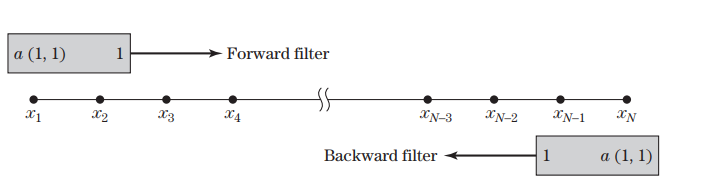 a (1, 1) 1 Forward filter
x1 x2 x3 x4 xN–3 xN–2 xN–1 xN
Backward filter 1 a (1, 1)